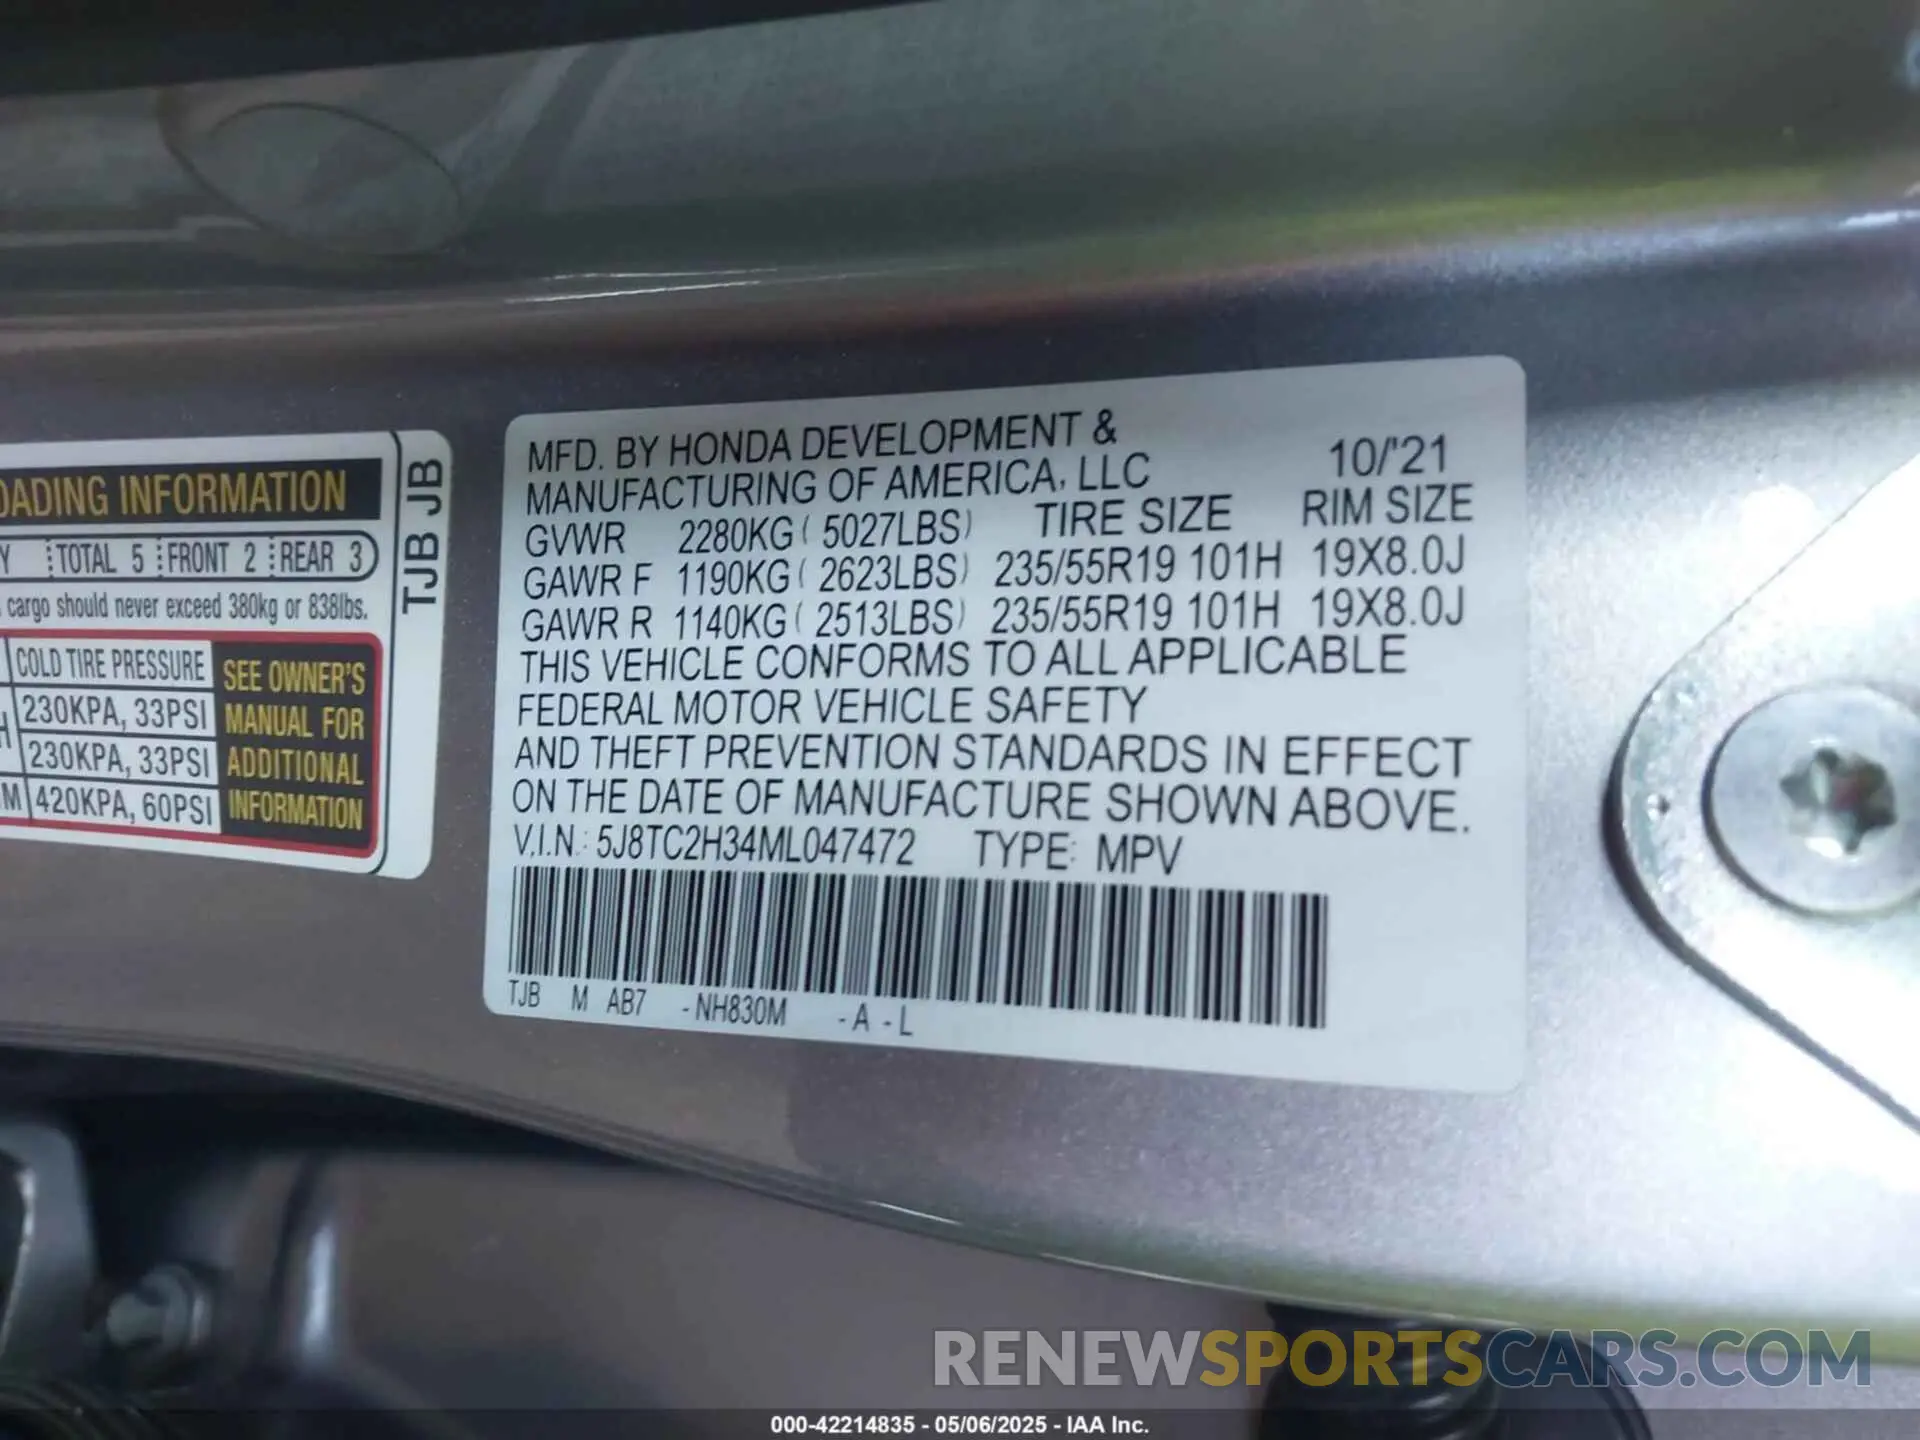 OADING INFORMATION
Y TOTAL 5 FRONT 2 REAR 3
cargo should never exceed 380kg or 838lbs.
COLD TIRE PRESSURE
H 230KPA, 33PSI
230KPA, 33PSI
M 420KPA, 60PSI
SEE OWNER'S
MANUAL FOR
ADDITIONAL
INFORMATION
TJB JB
MFD. BY HONDA DEVELOPMENT &
MANUFACTURING OF AMERICA, LLC 10/'21
GVWR 2280KG ( 5027LBS) TIRE SIZE RIM SIZE
GAWR F 1190KG ( 2623LBS) 235/55R19 101H 19X8.0J
GAWR R 1140KG ( 2513LBS) 235/55R19 101H 19X8.0J
THIS VEHICLE CONFORMS TO ALL APPLICABLE
FEDERAL MOTOR VEHICLE SAFETY
AND THEFT PREVENTION STANDARDS IN EFFECT
ON THE DATE OF MANUFACTURE SHOWN ABOVE.
V.I.N.: 5J8TC2H34ML047472 TYPE: MPV
TJB M AB7 -NH830M -A -L
RENEWSPORTSCARS.COM
000-42214835 - 05/06/2025 - IAA Inc.